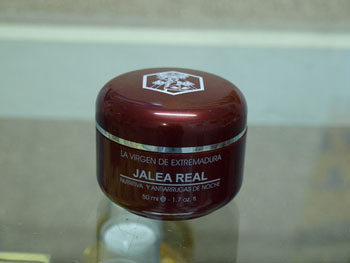 LA VIRGEN DE EXTREMADURA
JALEA REAL
NUTRITIVA Y ANTIARRUGAS DE NOCHE
50 ml ℮ - 1.7 oz. fl.